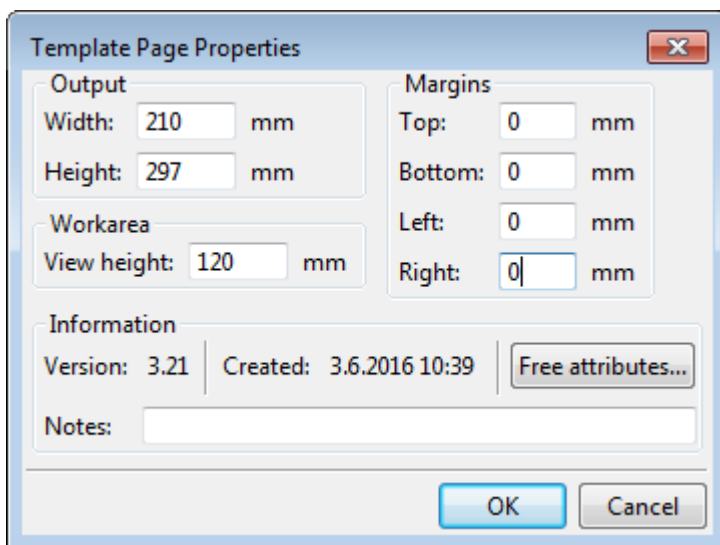 Template Page Properties
Output
Width: 210 mm
Height: 297 mm
Workarea
View height: 120 mm
Margins
Top: 0 mm
Bottom: 0 mm
Left: 0 mm
Right: 0 mm
Information
Version: 3.21 Created: 3.6.2016 10:39 Free attributes...
Notes:
OK Cancel